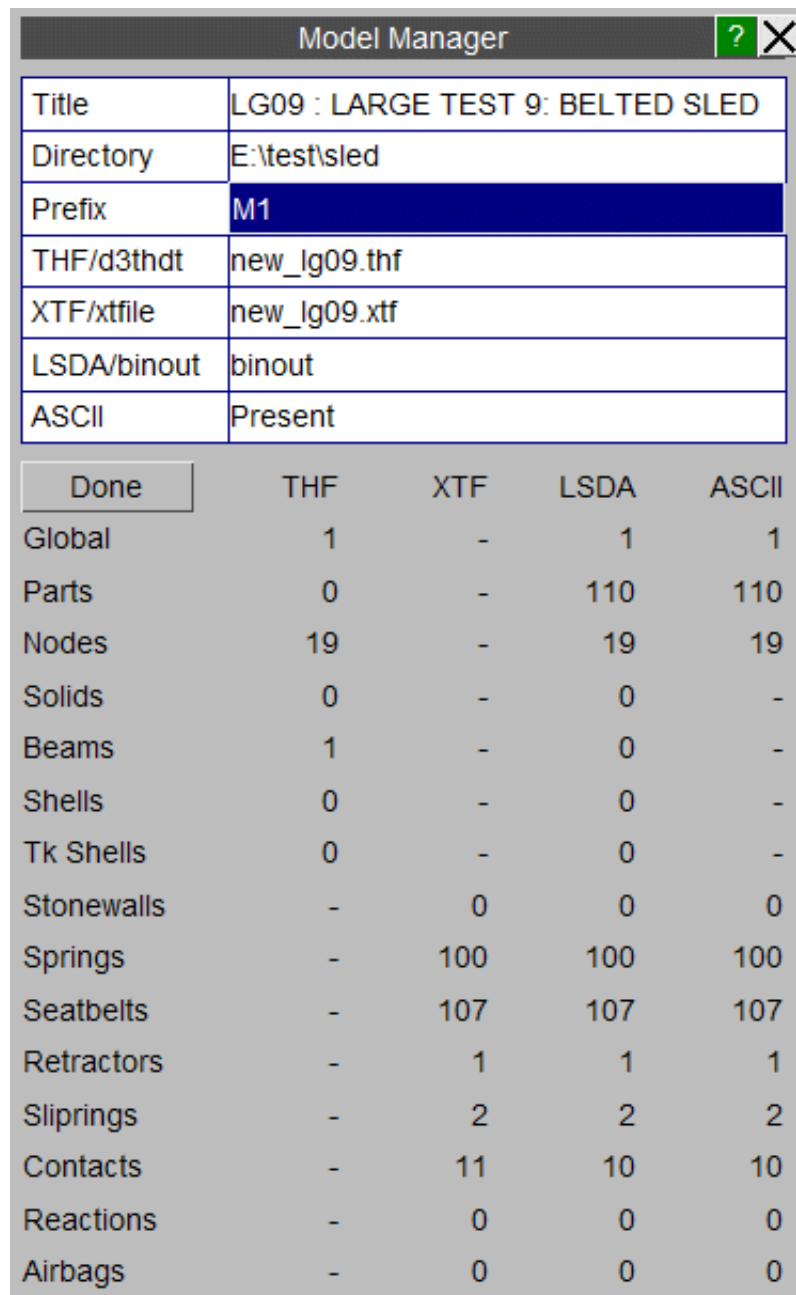 Model Manager ? X
Title LG09 : LARGE TEST 9: BELTED SLED
Directory E:\test\sled
Prefix M1
THF/d3thdt new_lg09.thf
XTF/xtfile new_lg09.xtf
LSDA/binout binout
ASCII Present
Done THF XTF LSDA ASCII
Global 1 - 1 1
Parts 0 - 110 110
Nodes 19 - 19 19
Solids 0 - 0 -
Beams 1 - 0 -
Shells 0 - 0 -
Tk Shells 0 - 0 -
Stonewalls - 0 0 0
Springs - 100 100 100
Seatbelts - 107 107 107
Retractors - 1 1 1
Sliprings - 2 2 2
Contacts - 11 10 10
Reactions - 0 0 0
Airbags - 0 0 0